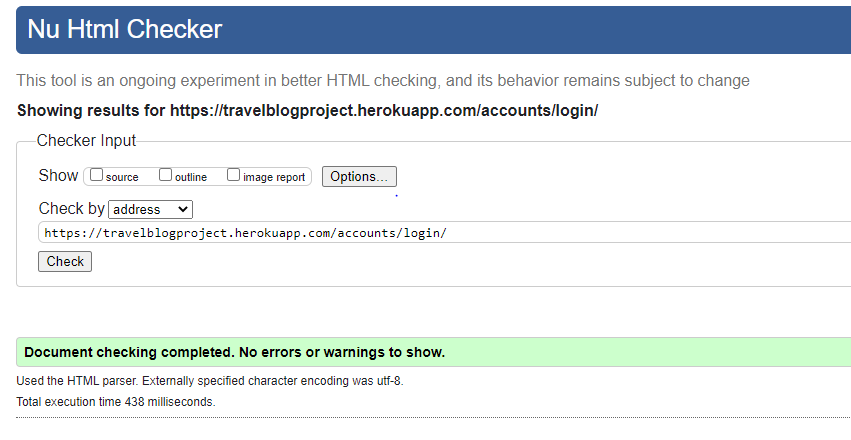 Nu Html Checker
This tool is an ongoing experiment in better HTML checking, and its behavior remains subject to change
Showing results for https://travelblogproject.herokuapp.com/accounts/login/
Checker Input
Show source outline image report Options...
Check by address
https://travelblogproject.herokuapp.com/accounts/login/
Check
Document checking completed. No errors or warnings to show.
Used the HTML parser. Externally specified character encoding was utf-8.
Total execution time 438 milliseconds.